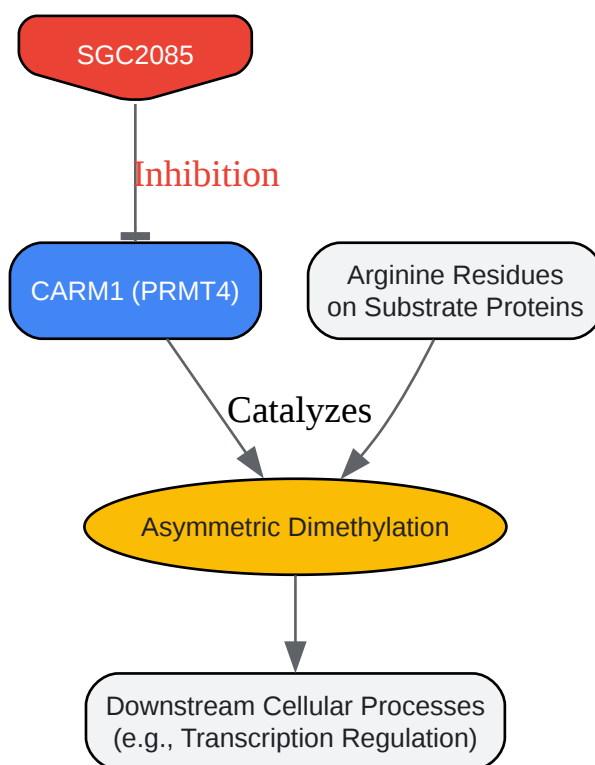 SGC2085
Inhibition
CARM1 (PRMT4)
Arginine Residues
on Substrate Proteins
Catalyzes
Asymmetric Dimethylation
Downstream Cellular Processes
(e.g., Transcription Regulation)